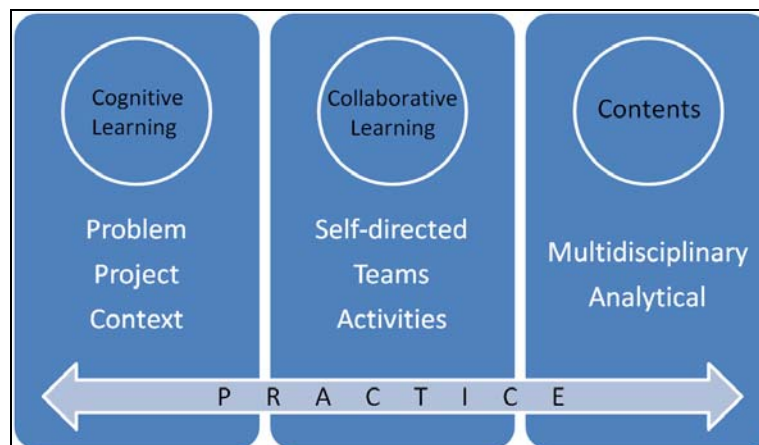 Cognitive
Learning
Problem
Project
Context
Collaborative
Learning
Self-directed
Teams
Activities
Contents
Multidisciplinary
Analytical
P R A C T I C E